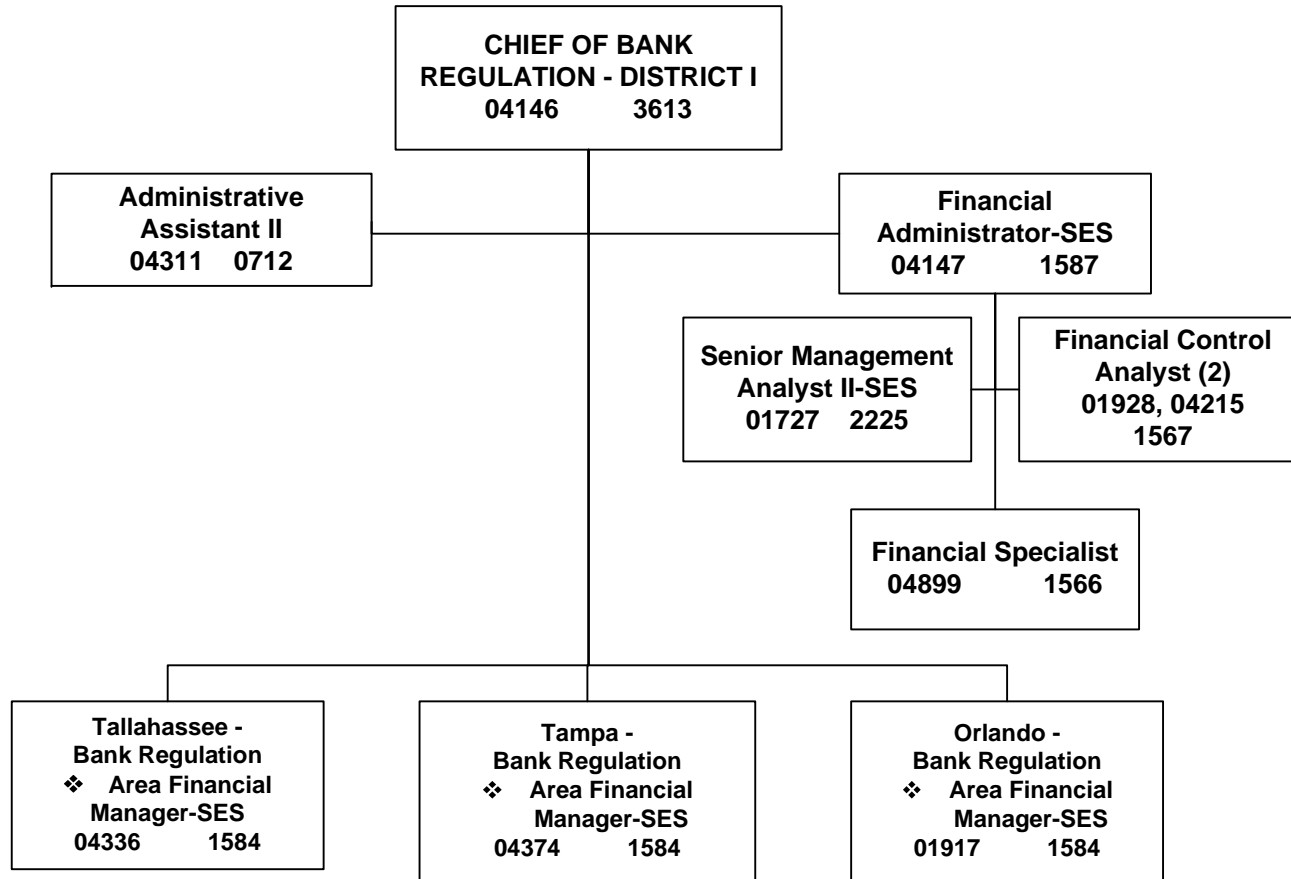 CHIEF OF BANK
REGULATION - DISTRICT I
04146 3613
Administrative
Assistant II
04311 0712
Financial
Administrator-SES
04147 1587
Senior Management
Analyst II-SES
01727 2225
Financial Control
Analyst (2)
01928, 04215
1567
Financial Specialist
04899 1566
Tallahassee -
Bank Regulation
❖ Area Financial
Manager-SES
04336 1584
Tampa -
Bank Regulation
❖ Area Financial
Manager-SES
04374 1584
Orlando -
Bank Regulation
❖ Area Financial
Manager-SES
01917 1584